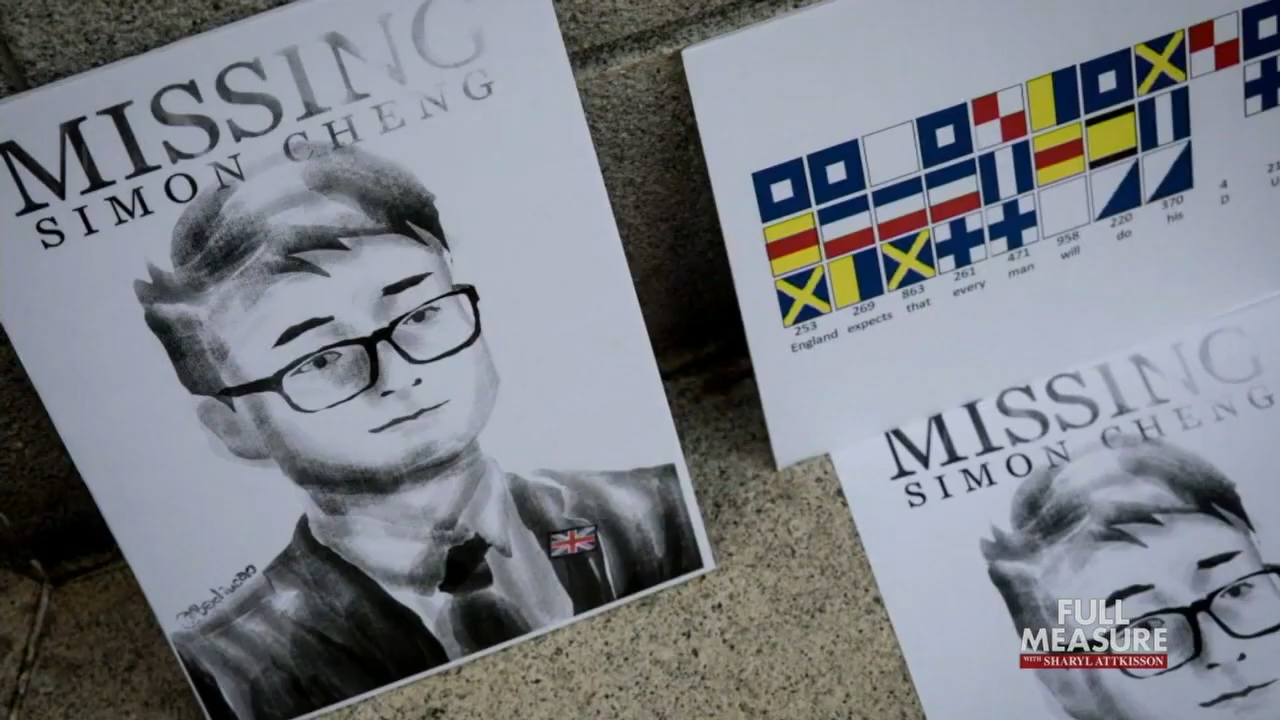 MISSING
SIMON CHENG
253 269 863 261 471 958 220 370 4
England expects that every man will do his D
MISSING
SIMON CHENG
FULL
MEASURE
WITH SHARYL ATTKISSON